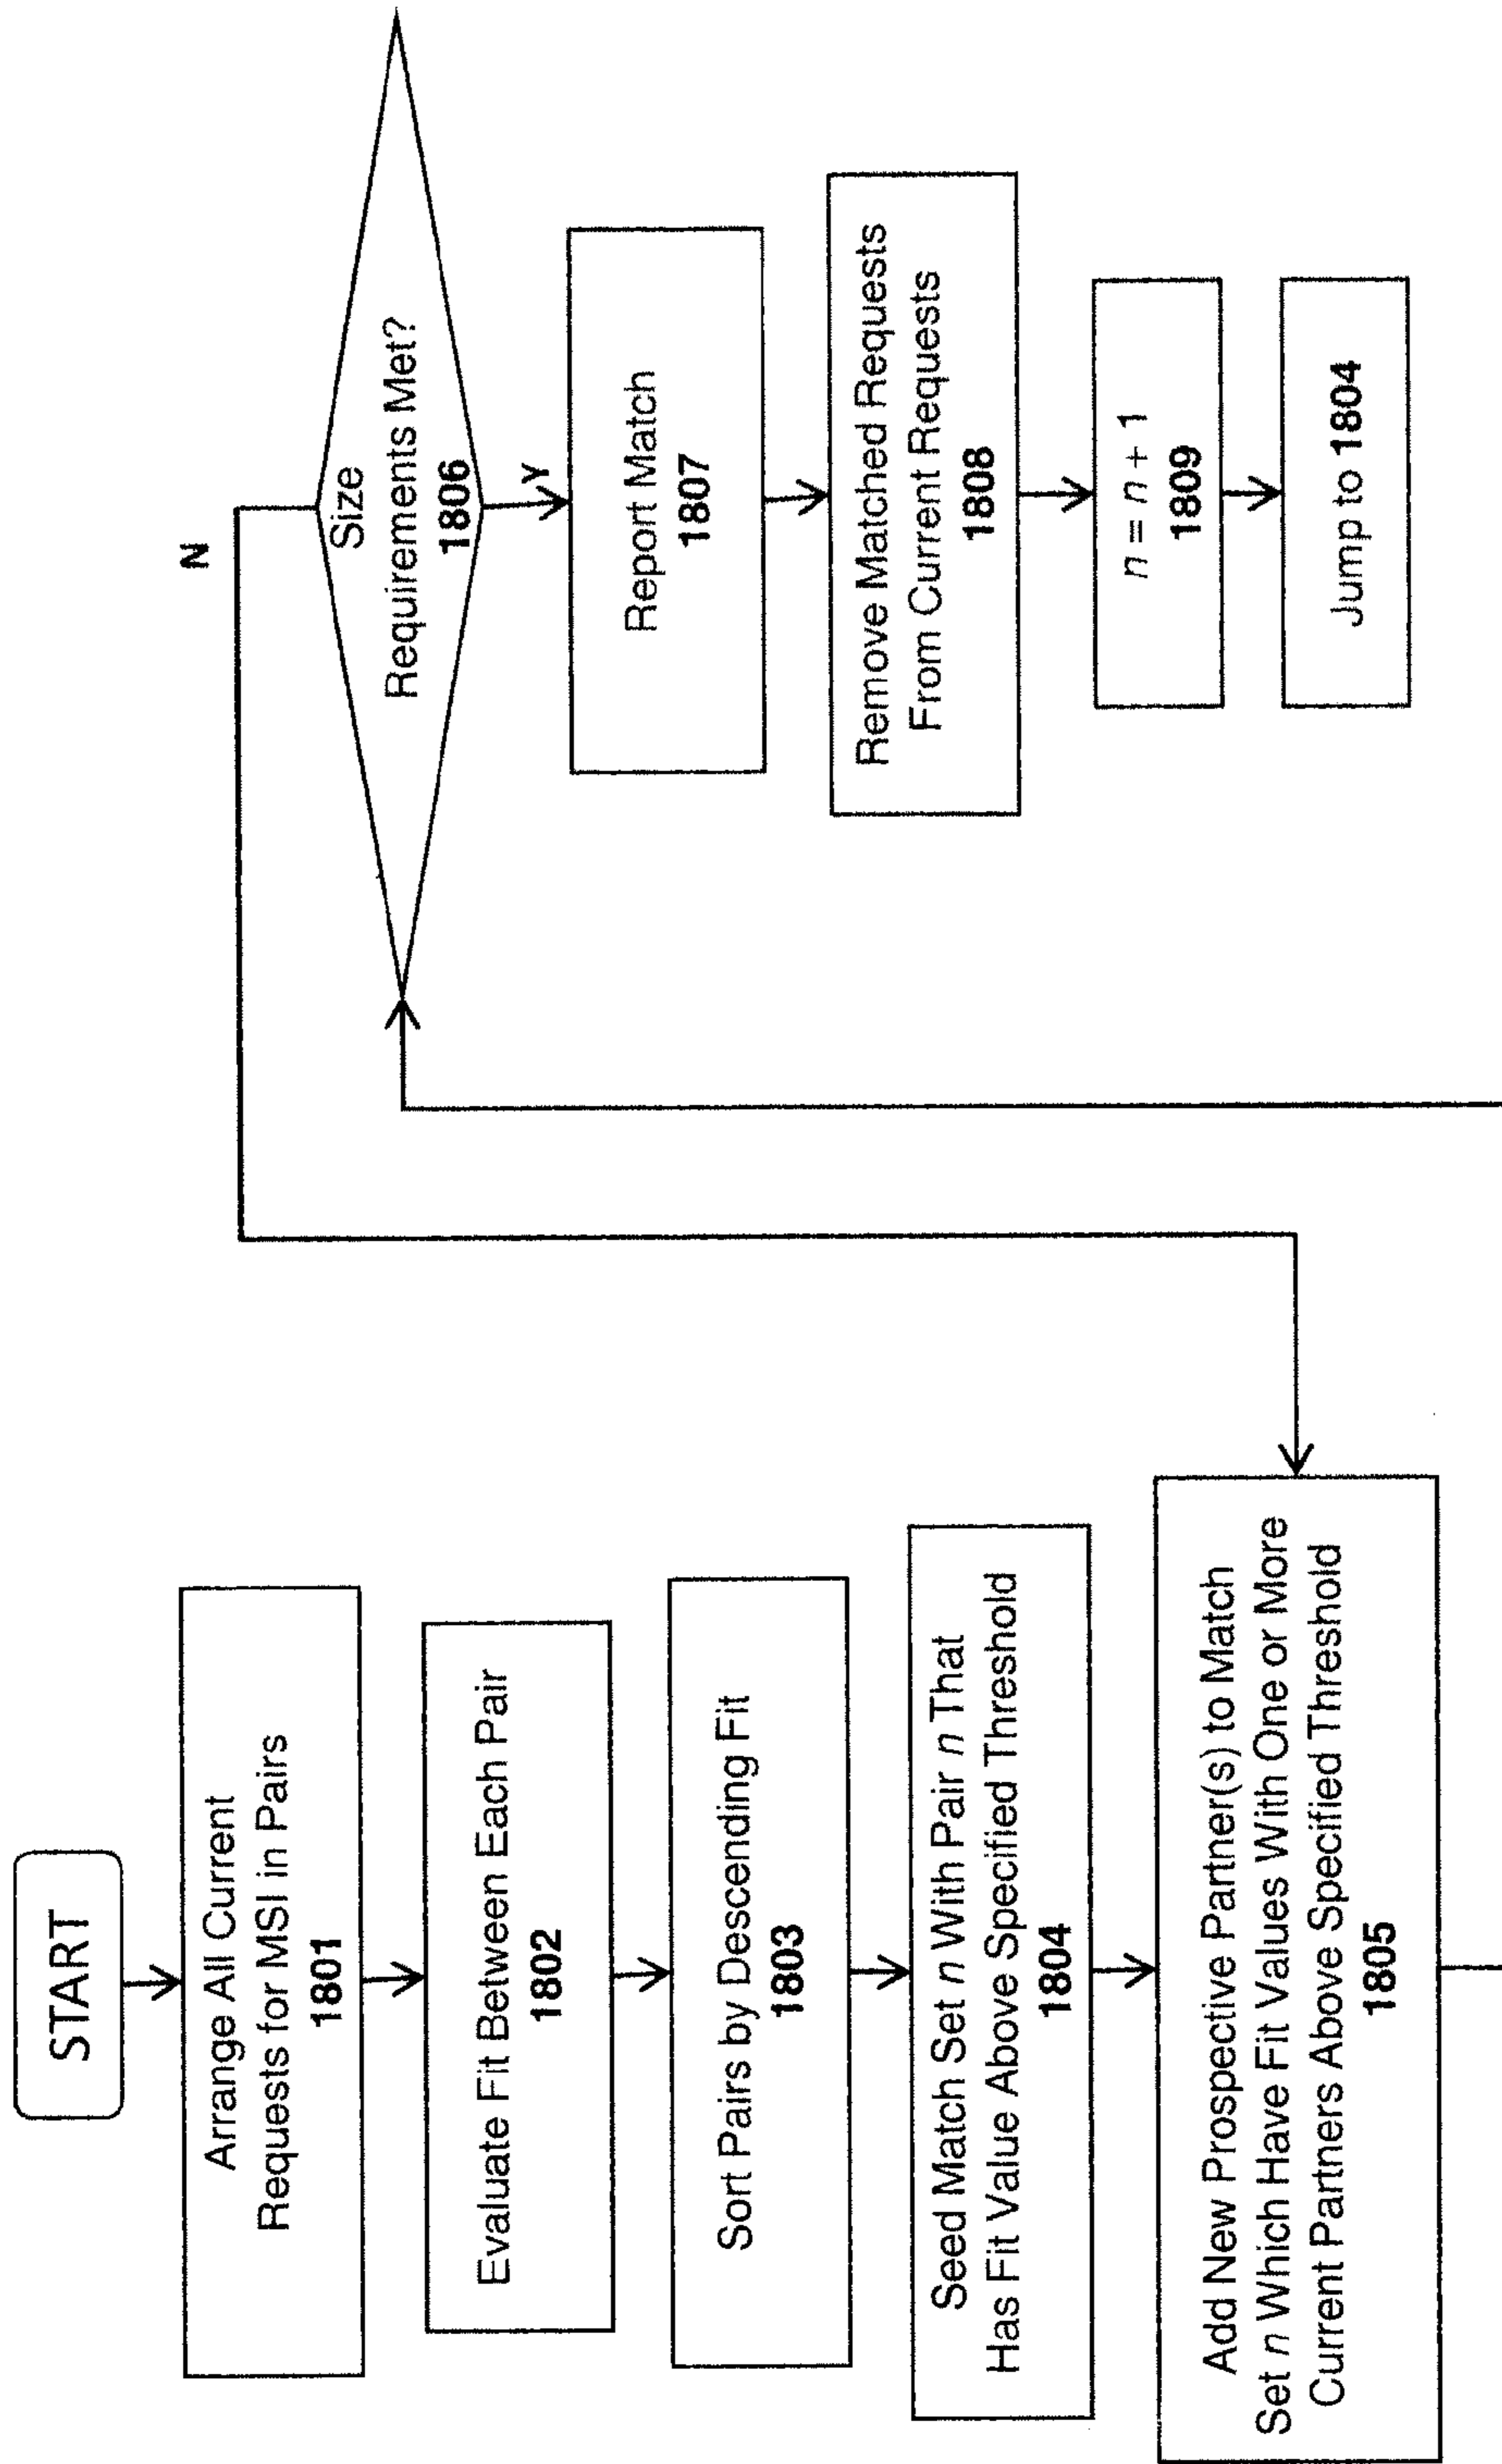 START
Arrange All Current
Requests for MSI in Pairs
1801
Evaluate Fit Between Each Pair
1802
Sort Pairs by Descending Fit
1803
Seed Match Set n With Pair n That
Has Fit Value Above Specified Threshold
1804
Add New Prospective Partner(s) to Match
Set n Which Have Fit Values With One or More
Current Partners Above Specified Threshold
1805
N
Size
Requirements Met?
1806
Y
Report Match
1807
Remove Matched Requests
From Current Requests
1808
n = n + 1
1809
Jump to 1804